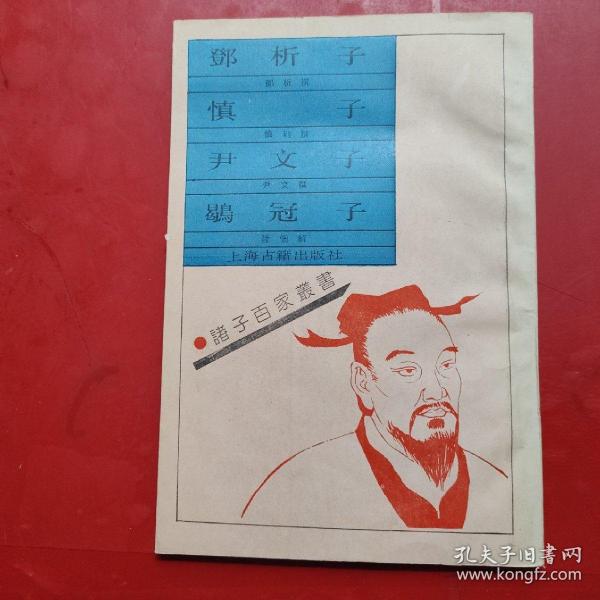 鄧析子
鄧析撰
慎子
慎到撰
尹文子
尹文撰
鶡冠子
陸佃解
上海古籍出版社
諸子百家叢書
孔夫子旧书网
www.kongfz.com